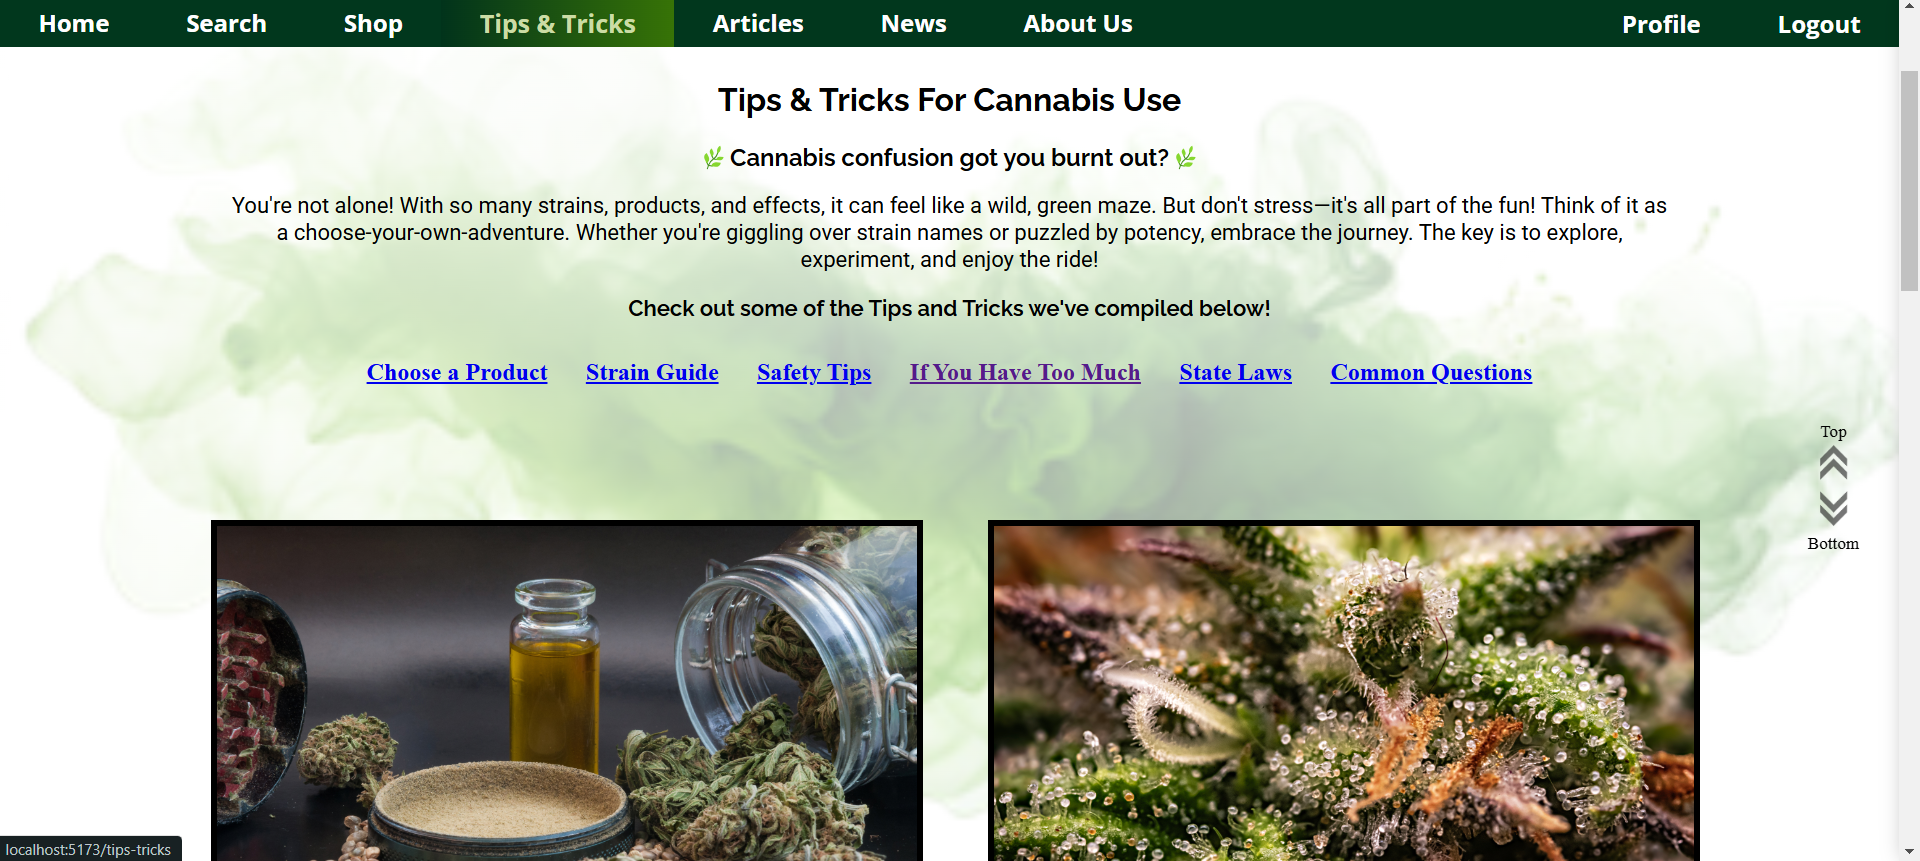 Home Search Shop Tips & Tricks Articles News About Us Profile Logout
Tips & Tricks For Cannabis Use
🌿 Cannabis confusion got you burnt out? 🌿
You're not alone! With so many strains, products, and effects, it can feel like a wild, green maze. But don't stress—it's all part of the fun! Think of it as
a choose-your-own-adventure. Whether you're giggling over strain names or puzzled by potency, embrace the journey. The key is to explore,
experiment, and enjoy the ride!
Check out some of the Tips and Tricks we've compiled below!
Choose a Product Strain Guide Safety Tips If You Have Too Much State Laws Common Questions
Top
Bottom
localhost:5173/tips-tricks